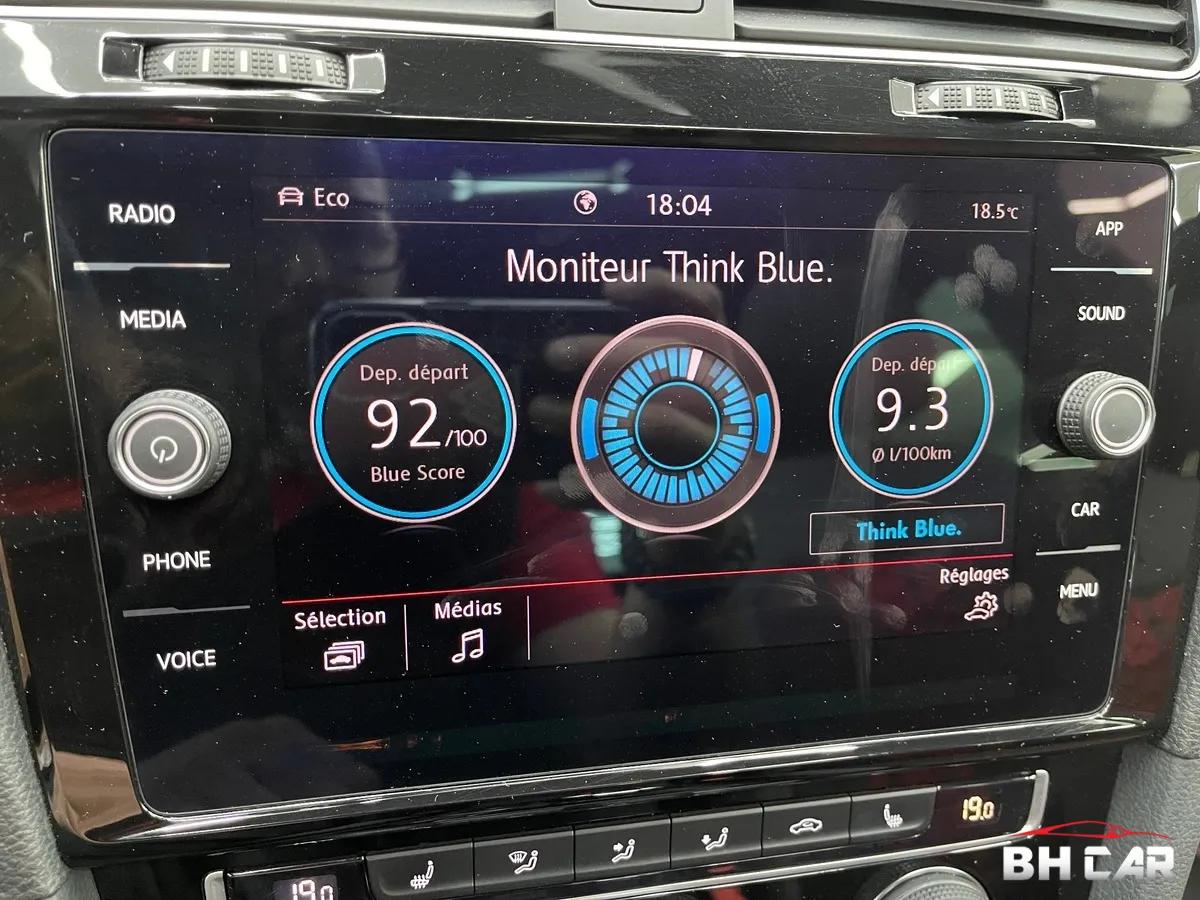 RADIO
MEDIA
PHONE
VOICE
Eco
18:04
18.5°C
Moniteur Think Blue.
Dep. départ
92/100
Blue Score
Dep. départ
9.3
Ø l/100km
Think Blue.
Sélection
Médias
Réglages
APP
SOUND
CAR
MENU
19.0
19.0
BH CAR